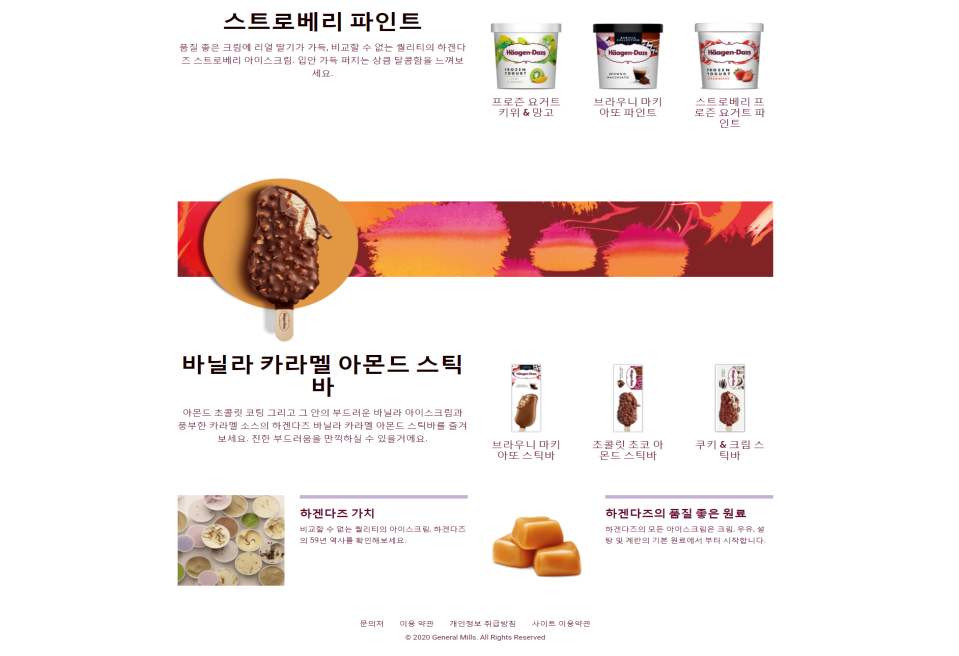 스트로베리 파인트
품질 좋은 크림에 리얼 딸기가 가득, 비교할 수 없는 퀄리티의 하겐다
즈 스트로베리 아이스크림. 입안 가득 퍼지는 상큼 달콤함을 느껴보
세요.
Häagen-Dazs
FROZEN
YOGURT
Häagen-Dazs
Häagen-Dazs
FROZEN
YOGURT
프로즌 요거트
키위 & 망고
브라우니 마키
아또 파인트
스트로베리 프
로즌 요거트 파
인트
바닐라 카라멜 아몬드 스틱
바
아몬드 초콜릿 코팅 그리고 그 안의 부드러운 바닐라 아이스크림과
풍부한 카라멜 소스의 하겐다즈 바닐라 카라멜 아몬드 스틱바를 즐겨
보세요. 진한 부드러움을 만끽하실 수 있을거에요.
Häagen-Dazs
브라우니 마키
아또 스틱바
초콜릿 초코 아
몬드 스틱바
쿠키 & 크림 스
틱바
하겐다즈 가치
비교할 수 없는 퀄리티의 아이스크림, 하겐다즈
의 59년 역사를 확인해보세요.
하겐다즈의 품질 좋은 원료
하겐다즈의 모든 아이스크림은 크림, 우유, 설
탕 및 계란의 기본 원료에서 부터 시작합니다.
문의처 이용 약관 개인정보 취급방침 사이트 이용약관
© 2020 General Mills. All Rights Reserved